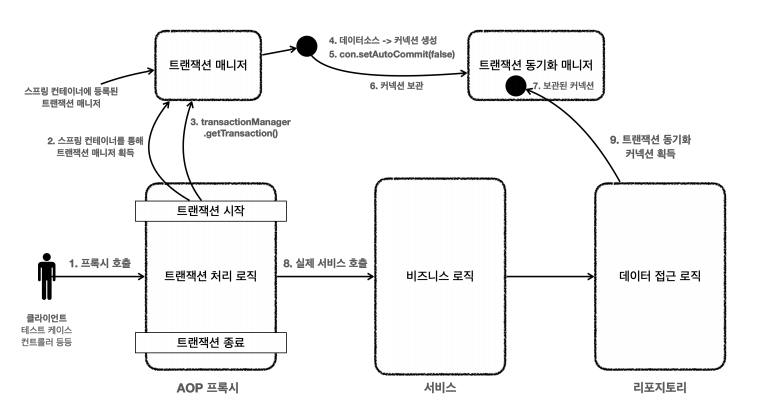 4. 데이터소스 -> 커넥션 생성
5. con.setAutoCommit(false)
트랜잭션 매니저
트랜잭션 동기화 매니저
6. 커넥션 보관
7. 보관된 커넥션
스프링 컨테이너에 등록된
트랜잭션 매니저
3. transactionManager
.getTransaction()
2. 스프링 컨테이너를 통해
트랜잭션 매니저 획득
9. 트랜잭션 동기화
커넥션 획득
트랜잭션 시작
1. 프록시 호출
트랜잭션 처리 로직
8. 실제 서비스 호출
비즈니스 로직
데이터 접근 로직
클라이언트
테스트 케이스
컨트롤러 등등
트랜잭션 종료
AOP 프록시
서비스
리포지토리